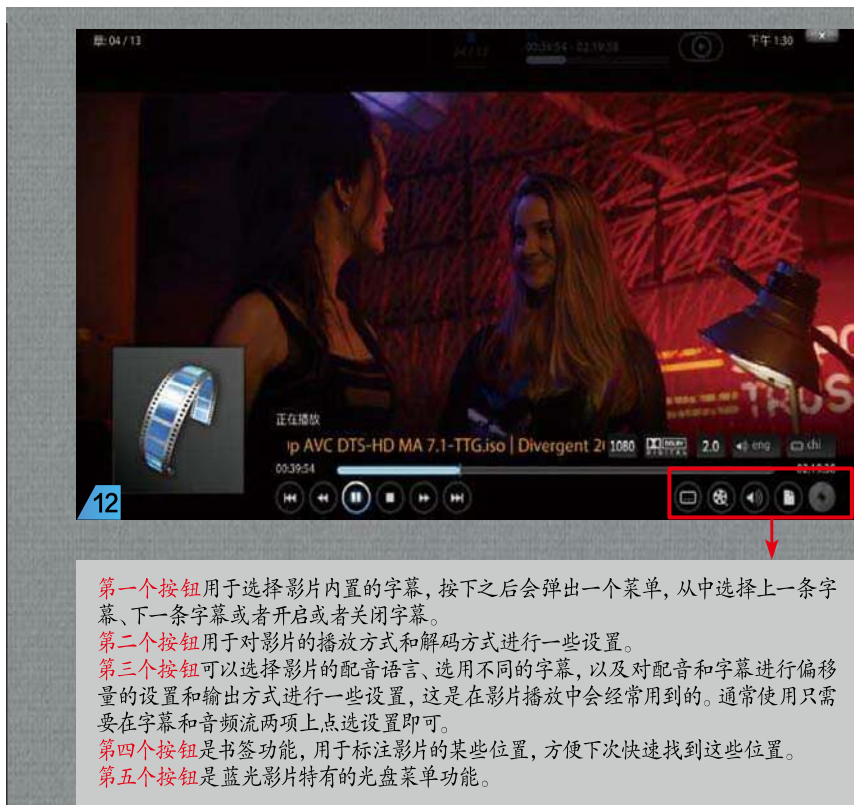 章: 04 / 13
00:39:54 - 02:19:38
下午 1:30
正在播放
up AVC DTS-HD MA 7.1-TTG.iso | Divergent 2
1080
DOLBY DIGITAL
2.0
eng
chi
00:39:54
TRUS
12
第一个按钮用于选择影片内置的字幕，按下之后会弹出一个菜单，从中选择上一条字
幕、下一条字幕或者开启或者关闭字幕。
第二个按钮用于对影片的播放方式和解码方式进行一些设置。
第三个按钮可以选择影片的配音语言、选用不同的字幕，以及对配音和字幕进行偏移
量的设置和输出方式进行一些设置，这是在影片播放中会经常用到的。通常使用只需
要在字幕和音频流两项上点选设置即可。
第四个按钮是书签功能，用于标注影片的某些位置，方便下次快速找到这些位置。
第五个按钮是蓝光影片特有的光盘菜单功能。